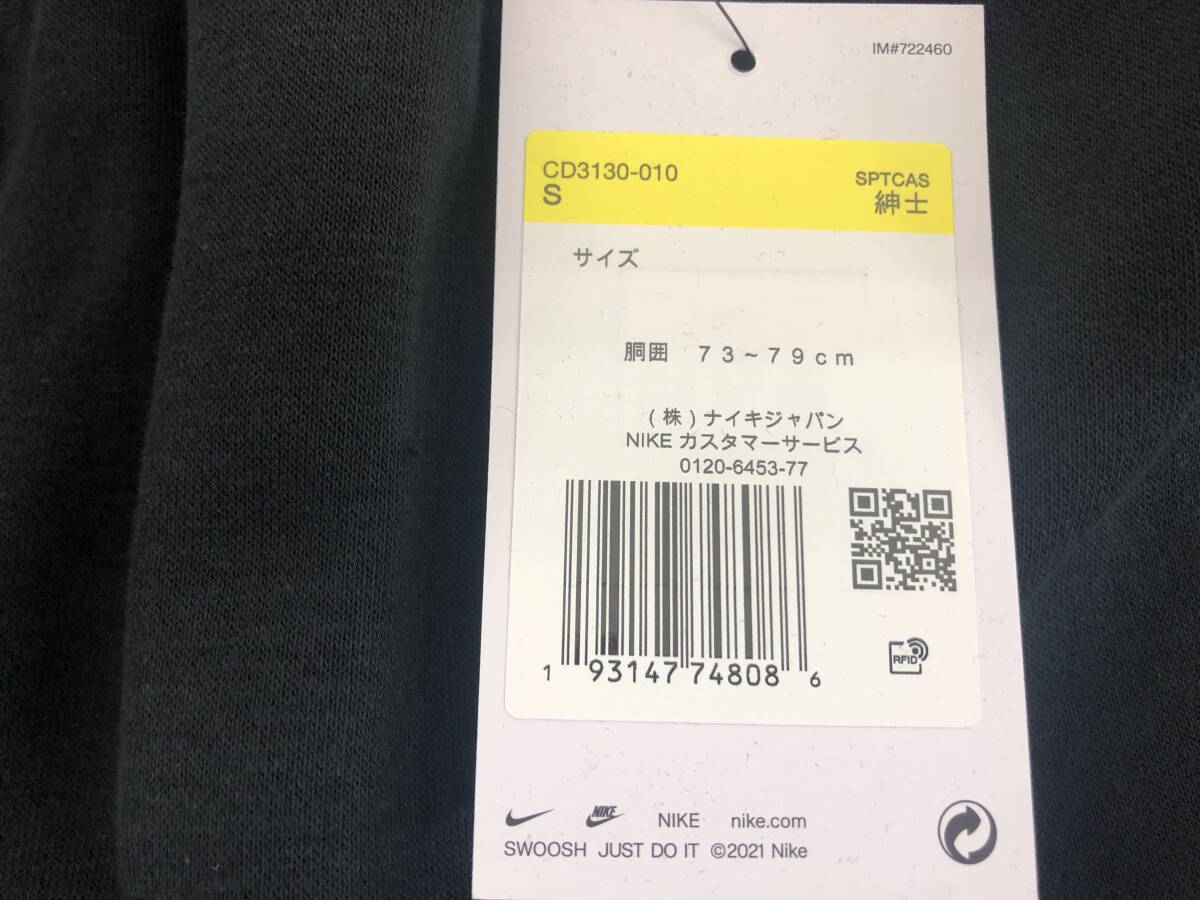 IM#722460
CD3130-010
S
SPTCAS
紳士
サイズ
胴囲 73~79cm
(株)ナイキジャパン
NIKE カスタマーサービス
0120-6453-77
1 93147 74808 6
RFID
NIKE NIKE nike.com
SWOOSH JUST DO IT ©2021 Nike